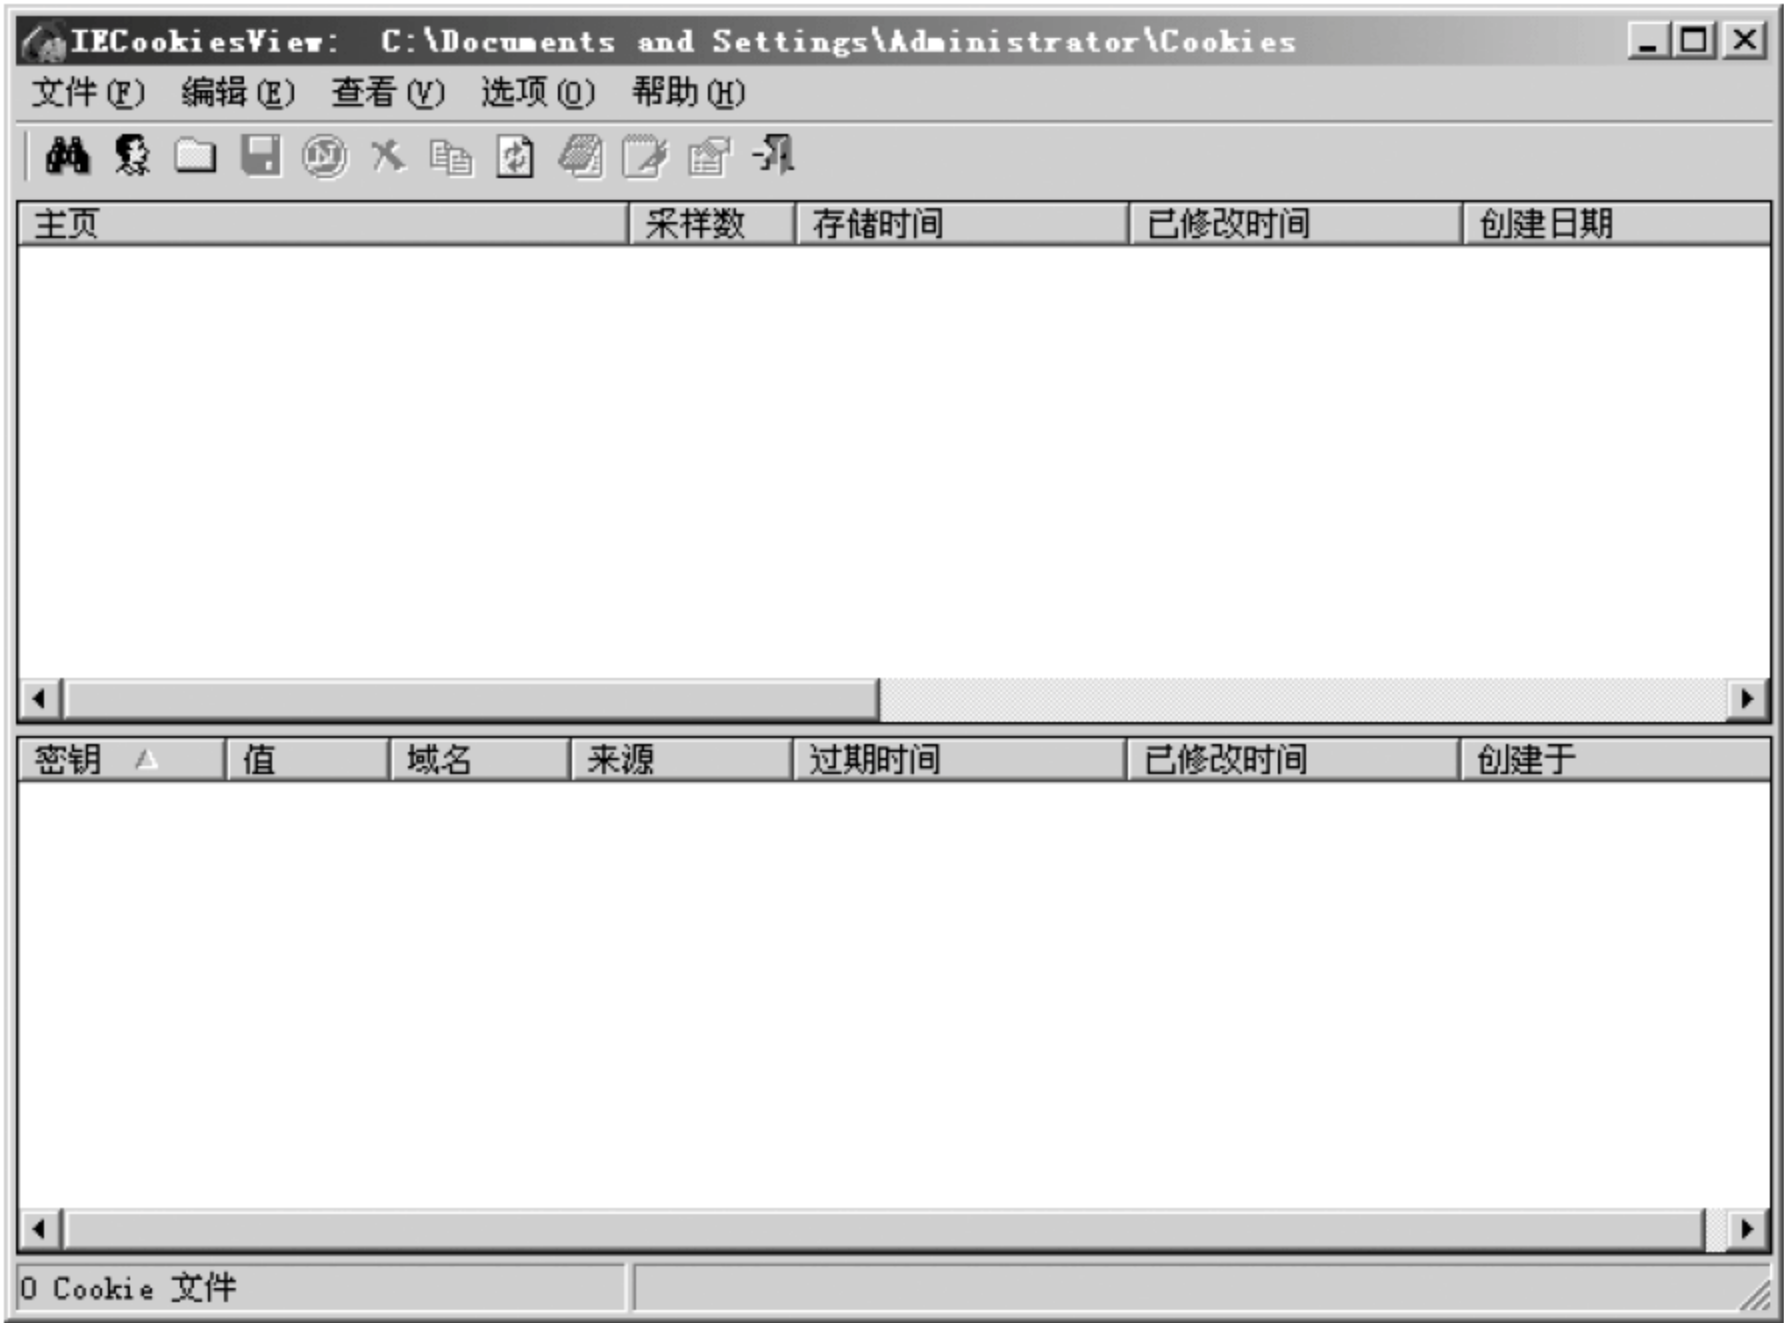 IECookiesView:  C:\Documents and Settings\Administrator\Cookies
文件(F) 编辑(E) 查看(V) 选项(O) 帮助(H)
主页 采样数 存储时间 已修改时间 创建日期
密钥 值 域名 来源 过期时间 已修改时间 创建于
0 Cookie 文件